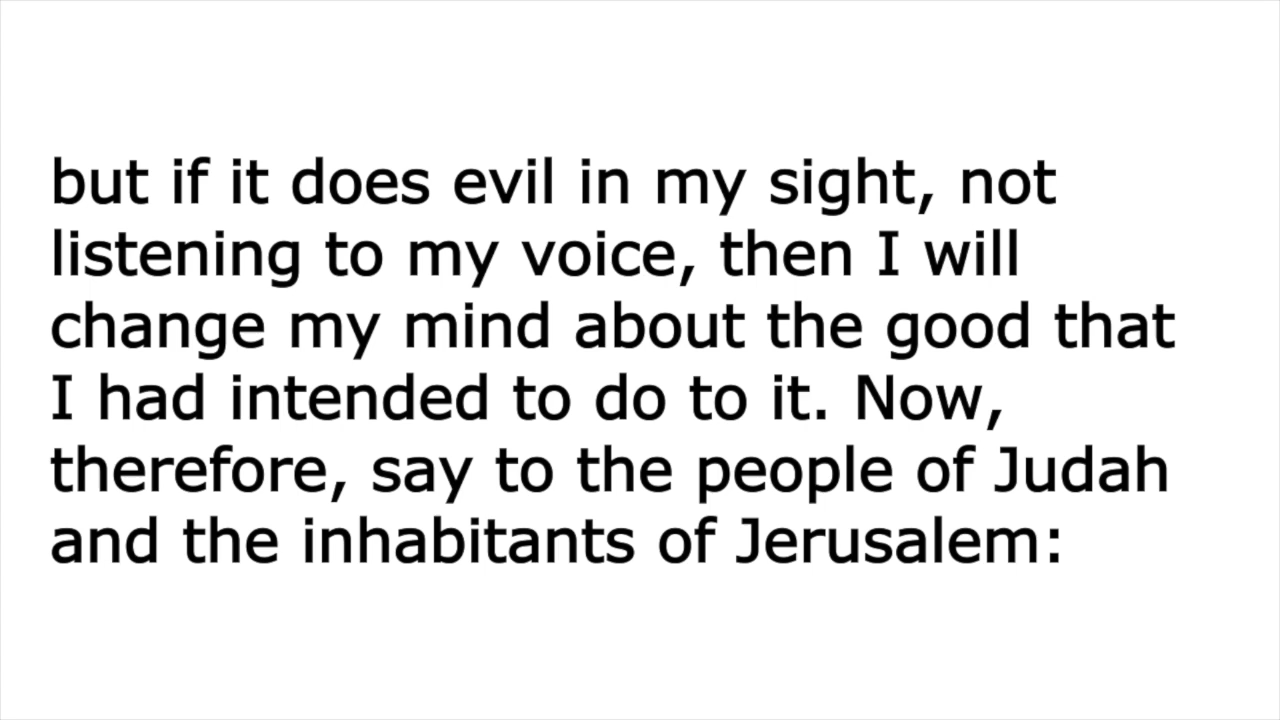 but if it does evil in my sight, not
listening to my voice, then I will
change my mind about the good that
I had intended to do to it. Now,
therefore, say to the people of Judah
and the inhabitants of Jerusalem: